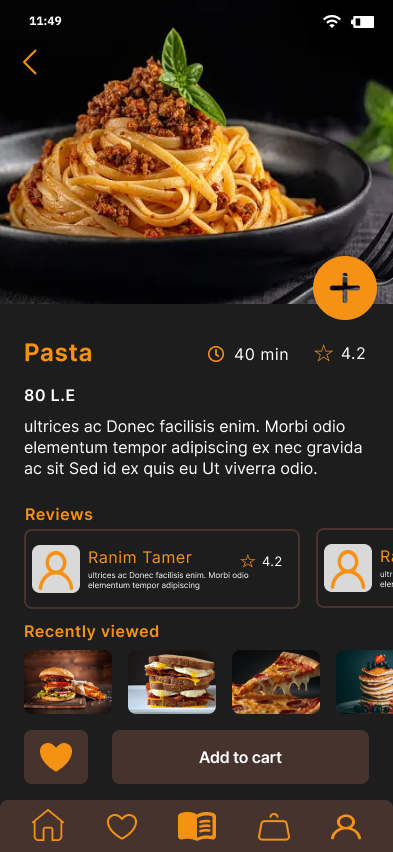 11:49
Pasta
40 min
4.2
80 L.E
ultrices ac Donec facilisis enim. Morbi odio
elementum tempor adipiscing ex nec gravida
ac sit Sed id ex quis eu Ut viverra odio.
Reviews
Ranim Tamer
4.2
ultrices ac Donec facilisis enim. Morbi odio
elementum tempor adipiscing
Recently viewed
Add to cart